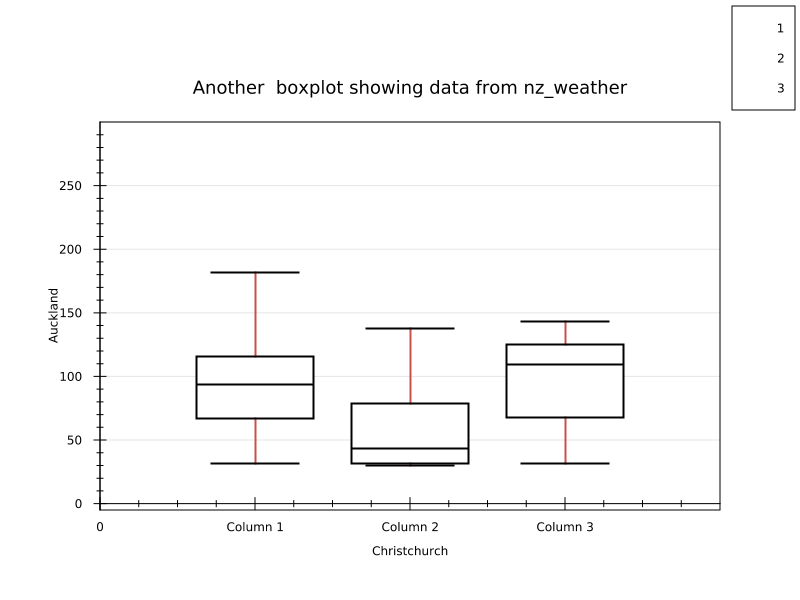 1
2
3
Another  boxplot showing data from nz_weather
250
200
150
100
50
0
Auckland
0 Column 1 Column 2 Column 3
Christchurch